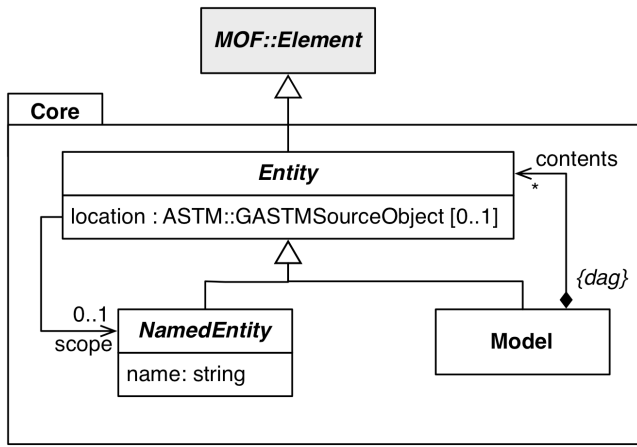 MOF::Element
Core
Entity
contents
*
location : ASTM::GASTMSourceObject [0..1]
{dag}
0..1
scope
NamedEntity
name: string
Model